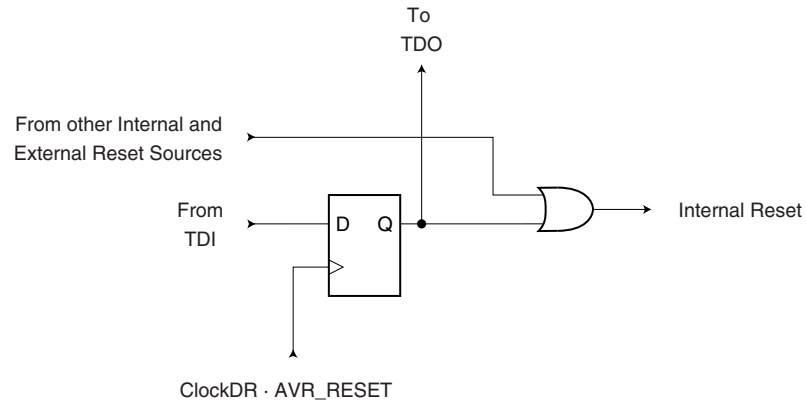 To
TDO
From other Internal and
External Reset Sources
From
TDI
D
Q
Internal Reset
ClockDR · AVR_RESET